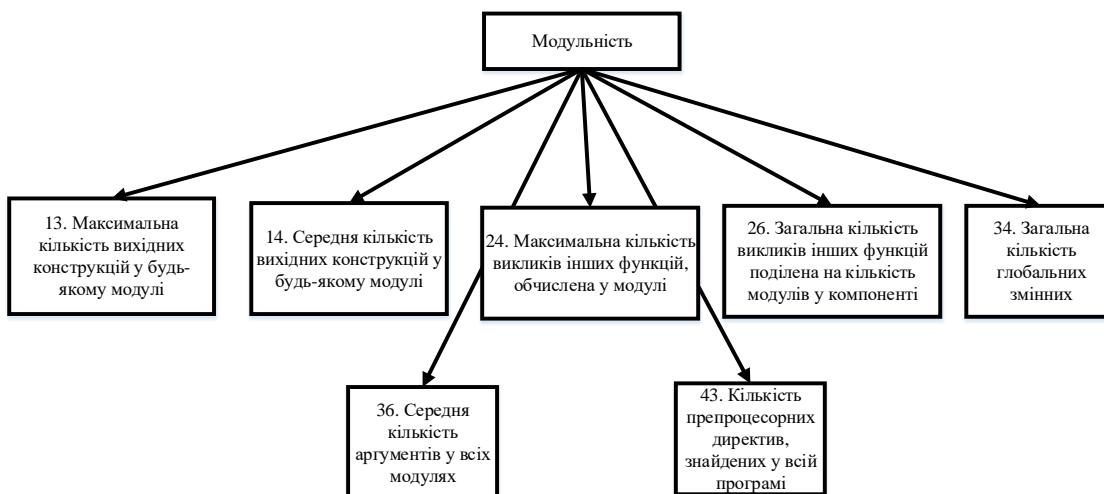 Модульність
13. Максимальна
кількість вихідних
конструкцій у будь-
якому модулі
14. Середня кількість
вихідних конструкцій у
будь-якому модулі
24. Максимальна кількість
викликів інших функцій,
обчислена у модулі
26. Загальна кількість
викликів інших функцій
поділена на кількість
модулів у компоненті
34. Загальна
кількість
глобальних
змінних
36. Середня
кількість
аргументів у всіх
модулях
43. Кількість
препроцесорних
директив,
знайдених у всій
програмі